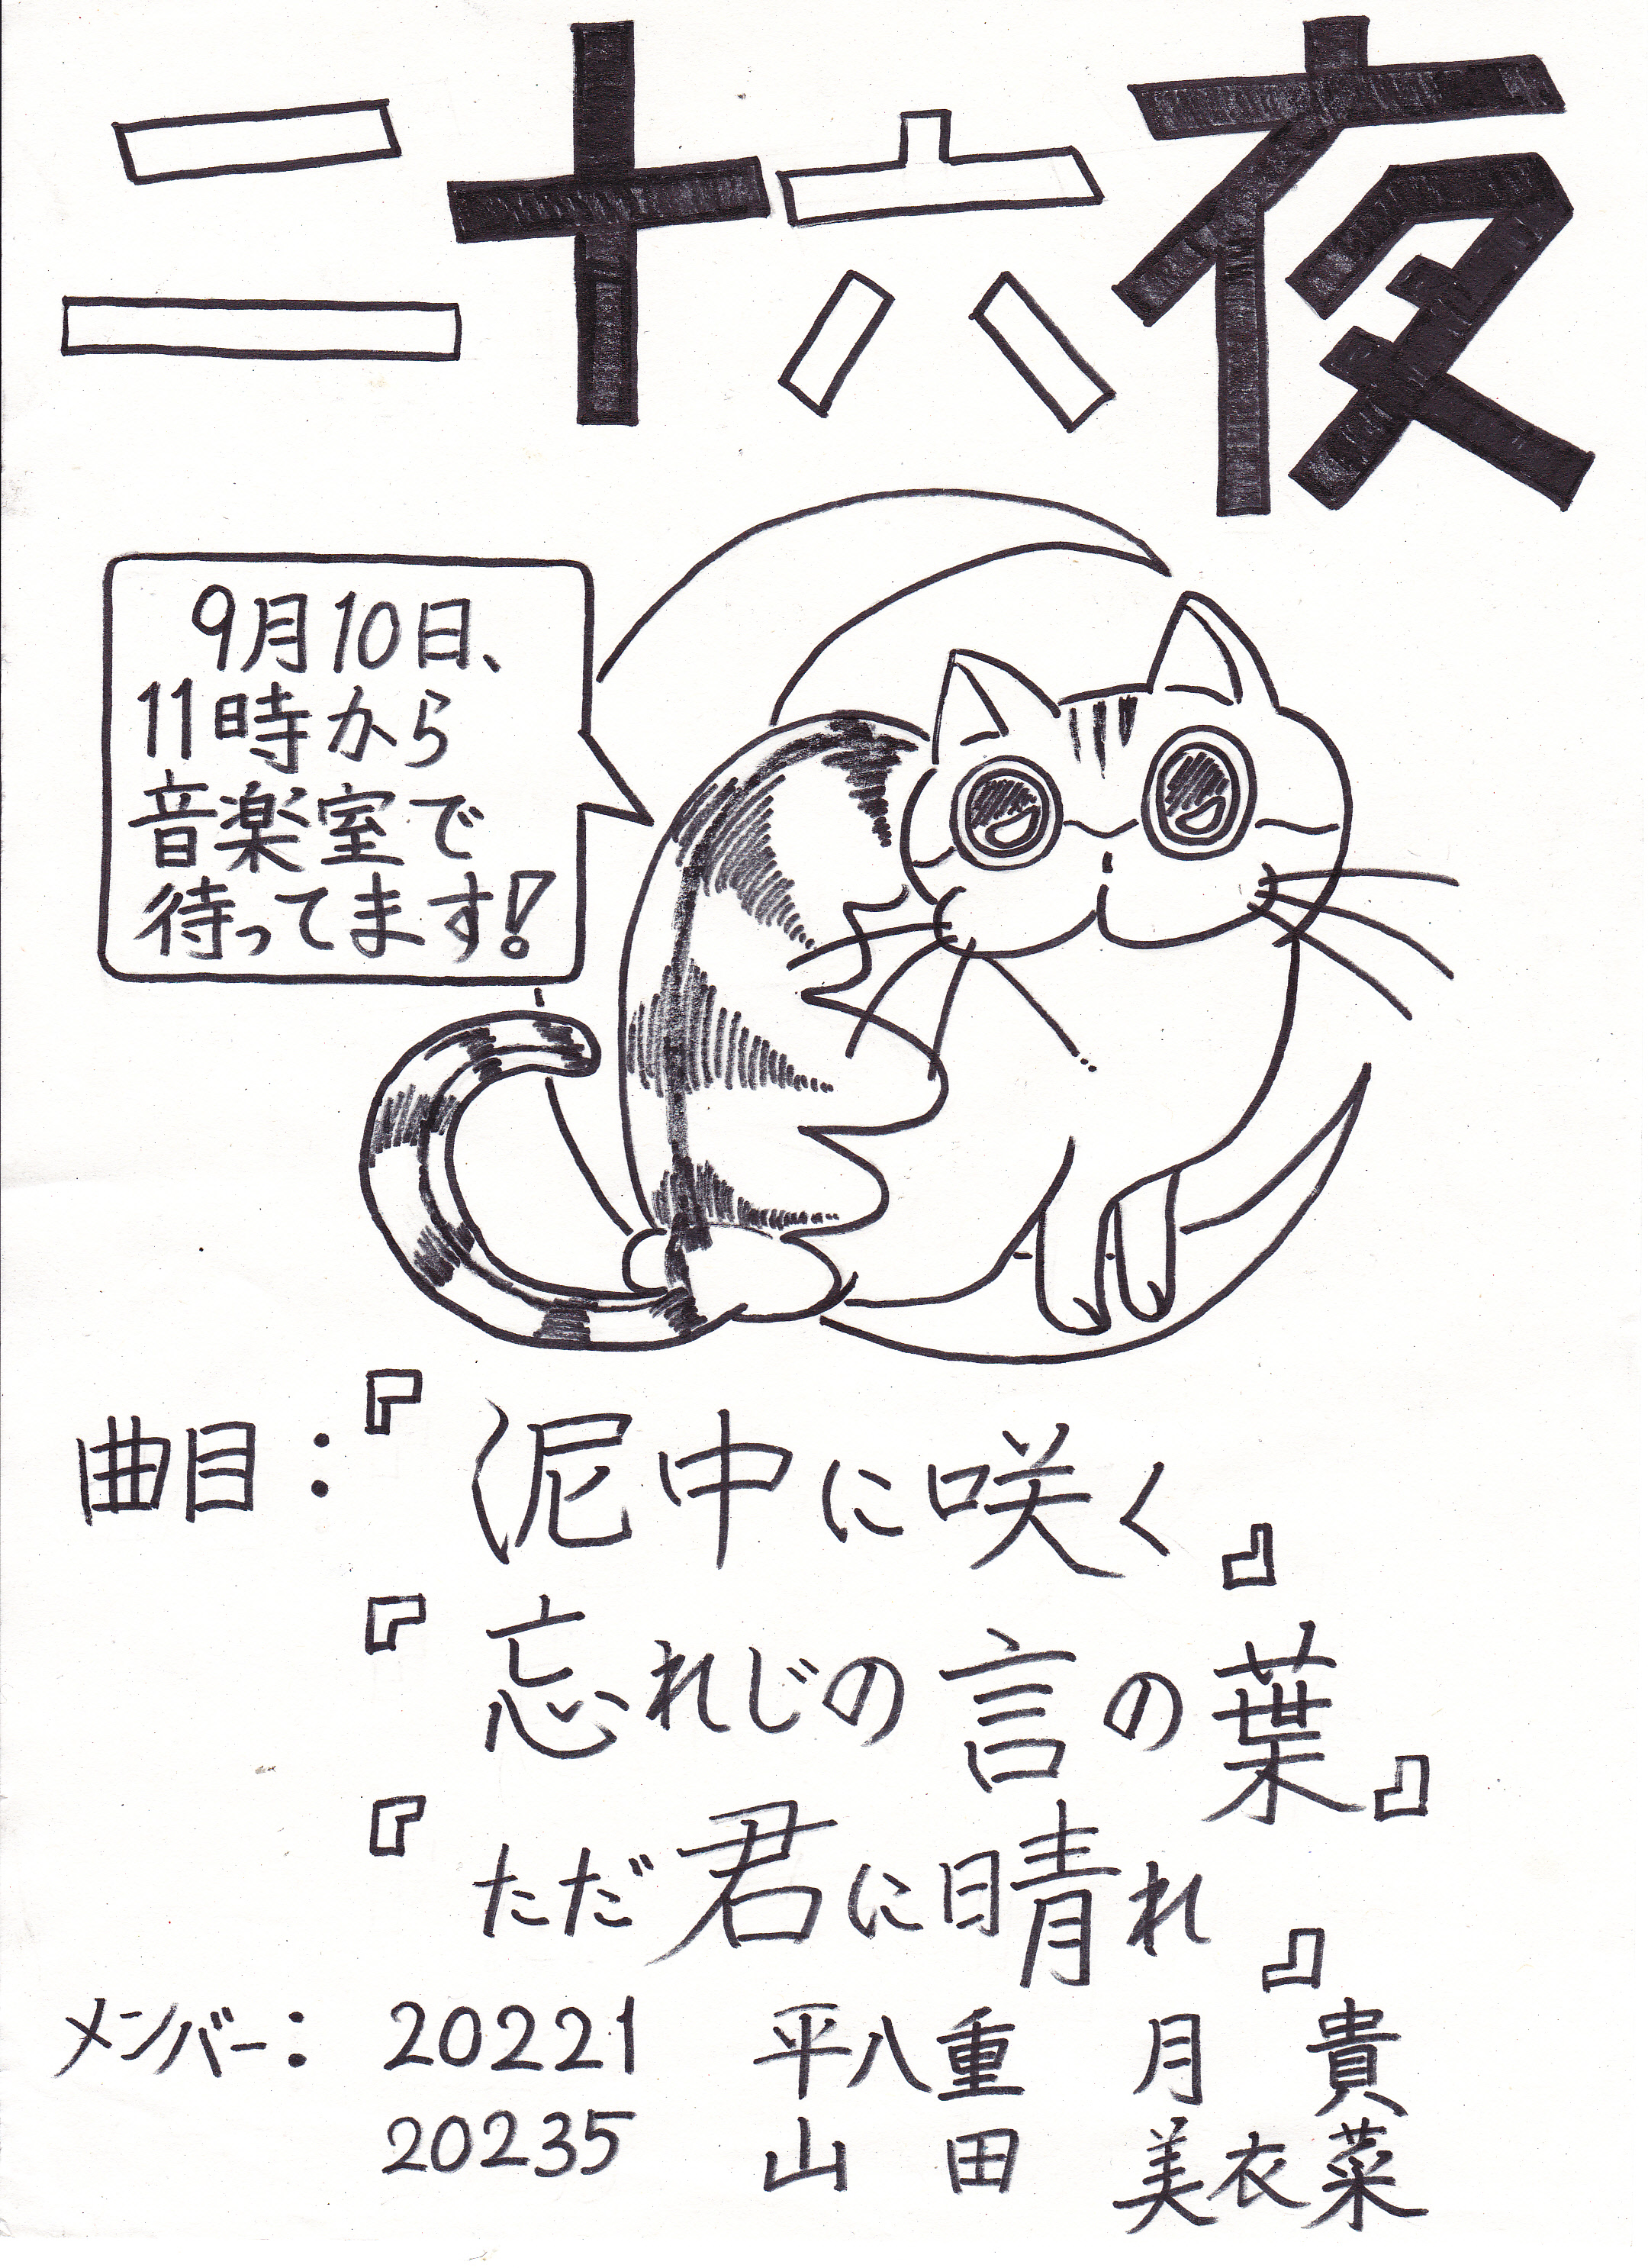 二十六夜
9月10日、
11時から
音楽室で
待ってます!
曲目:『泥中に咲く』
『忘れじの言の葉』
『ただ君に晴れ』
メンバー: 20221 平八重 月貴
20235 山田 美衣菜